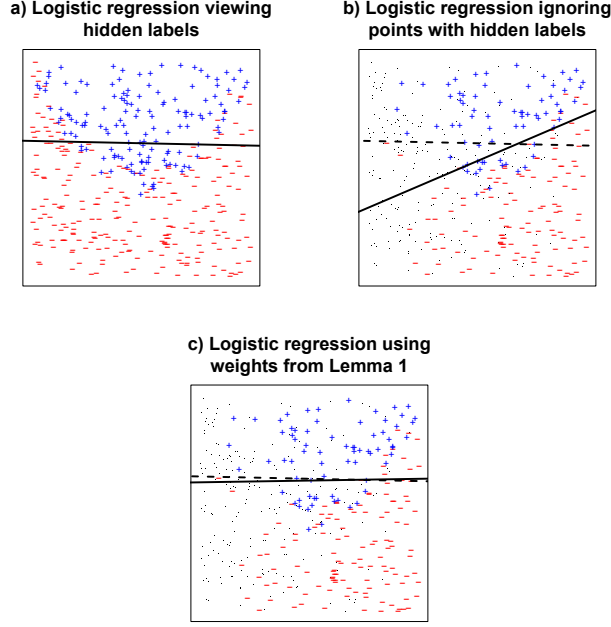 a) Logistic regression viewing
hidden labels
b) Logistic regression ignoring
points with hidden labels
c) Logistic regression using
weights from Lemma 1